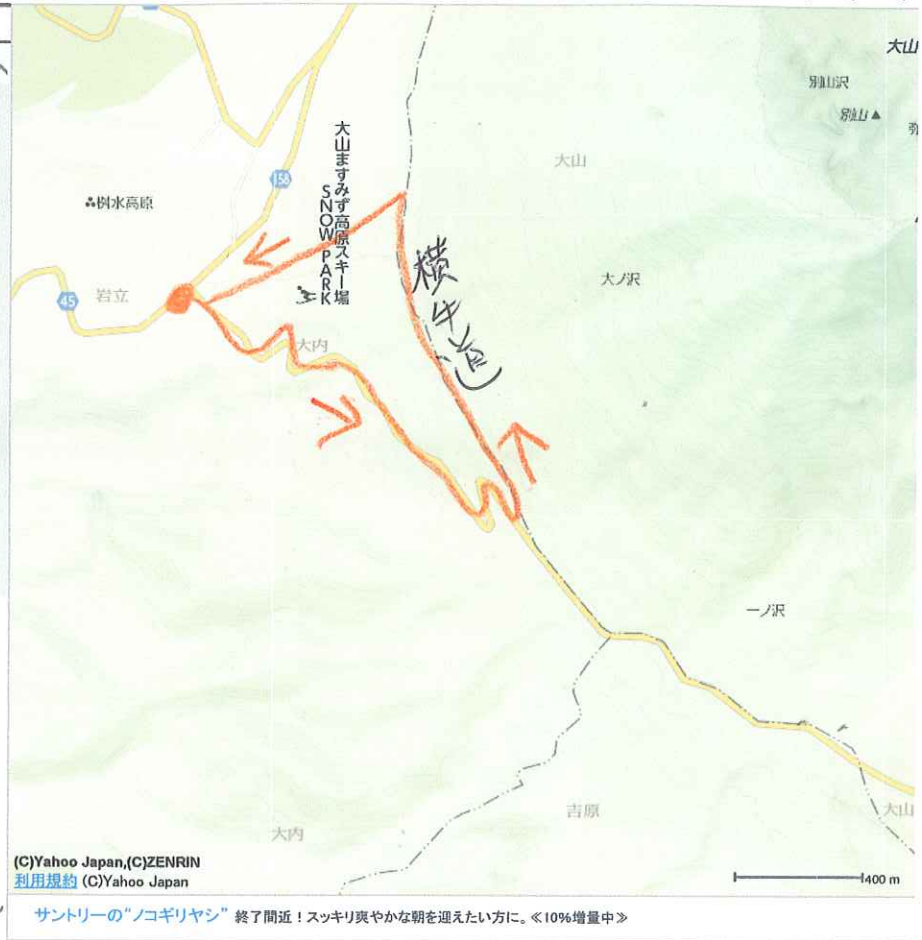 大山
別山沢
別山▲
弥
158
大山ますみず高原スキー場
SNOW PARK
大山
桝水高原
大ノ沢
横手道
45
岩立
大内
一ノ沢
吉原
大内
大山
(C)Yahoo Japan,(C)ZENRIN
利用規約 (C)Yahoo Japan
400 m
サントリーの“ノコギリヤシ” 終了間近！スッキリ爽やかな朝を迎えたい方に。≪10%増量中≫